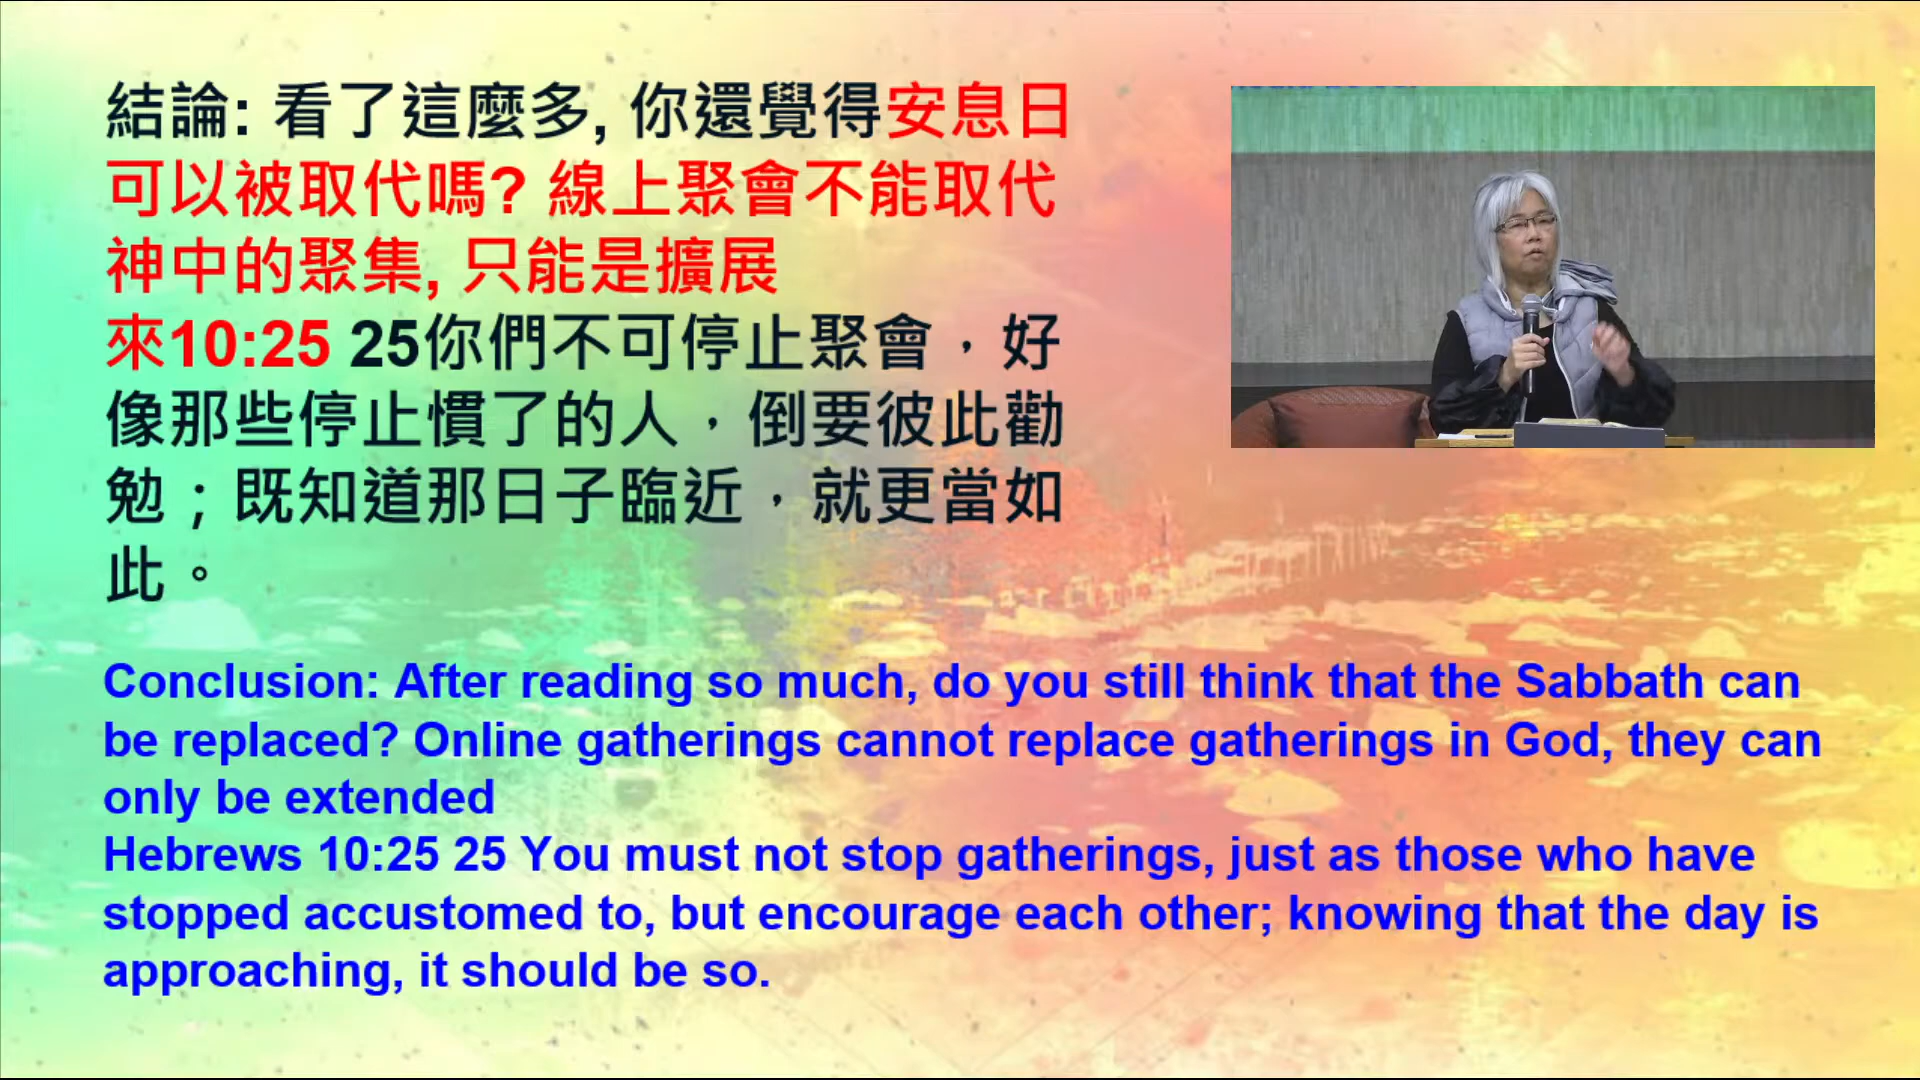 結論: 看了這麼多, 你還覺得安息日
可以被取代嗎? 線上聚會不能取代
神中的聚集, 只能是擴展
來10:25 25你們不可停止聚會，好
像那些停止慣了的人，倒要彼此勸
勉；既知道那日子臨近，就更當如
此。
Conclusion: After reading so much, do you still think that the Sabbath can
be replaced? Online gatherings cannot replace gatherings in God, they can
only be extended
Hebrews 10:25 25 You must not stop gatherings, just as those who have
stopped accustomed to, but encourage each other; knowing that the day is
approaching, it should be so.